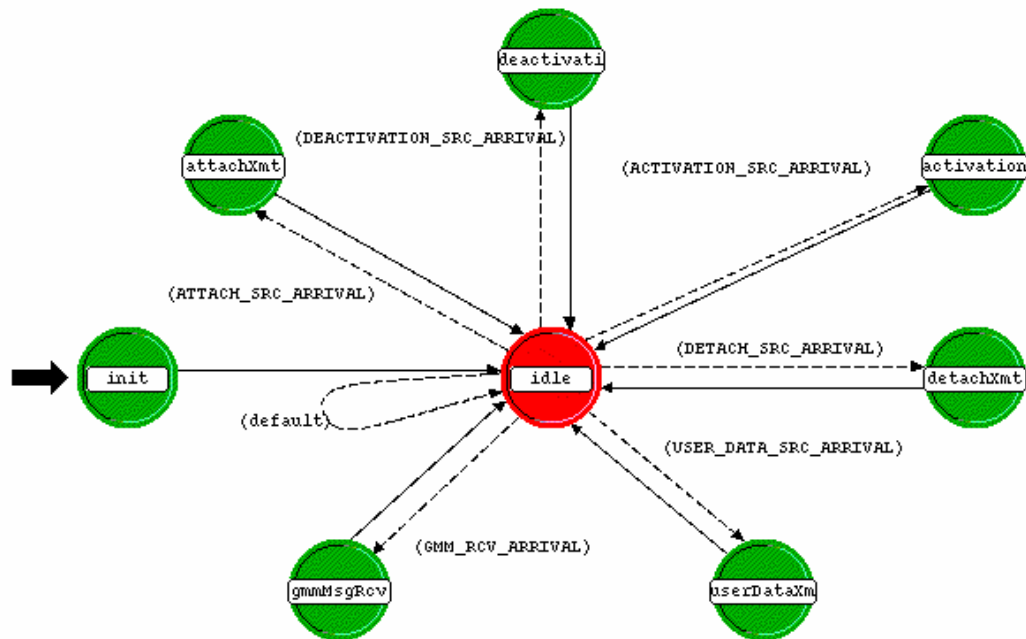 deactivati
(DEACTIVATION_SRC_ARRIVAL)
attachXmt
(ACTIVATION_SRC_ARRIVAL)
activation
(ATTACH_SRC_ARRIVAL)
(DETACH_SRC_ARRIVAL)
init
idle
detachXmt
(default)
(USER_DATA_SRC_ARRIVAL)
(GMM_RCV_ARRIVAL)
gmmMsgRcv
userDataXm